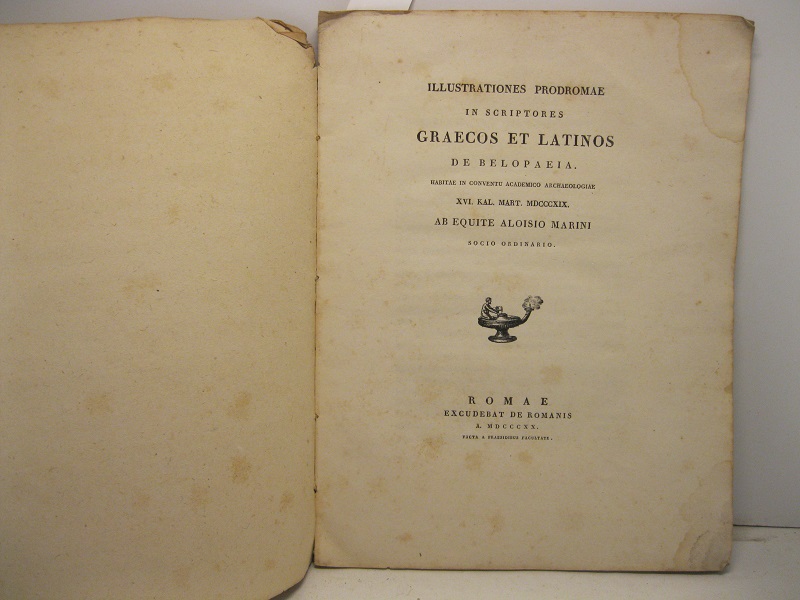 ILLUSTRATIONES PRODROMAE
IN SCRIPTORES
GRAECOS ET LATINOS
DE BELOPAEIA.
HABITAE IN CONVENTU ACADEMICO ARCHAEOLOGIAE
XVI. KAL. MART. MDCCCXIX.
AB EQUITE ALOISIO MARINI
SOCIO ORDINARIO.
ROMAE
EXCUDEBAT DE ROMANIS
A. MDCCCXX.
FACTA A PRAESIDIBUS FACULTATE.